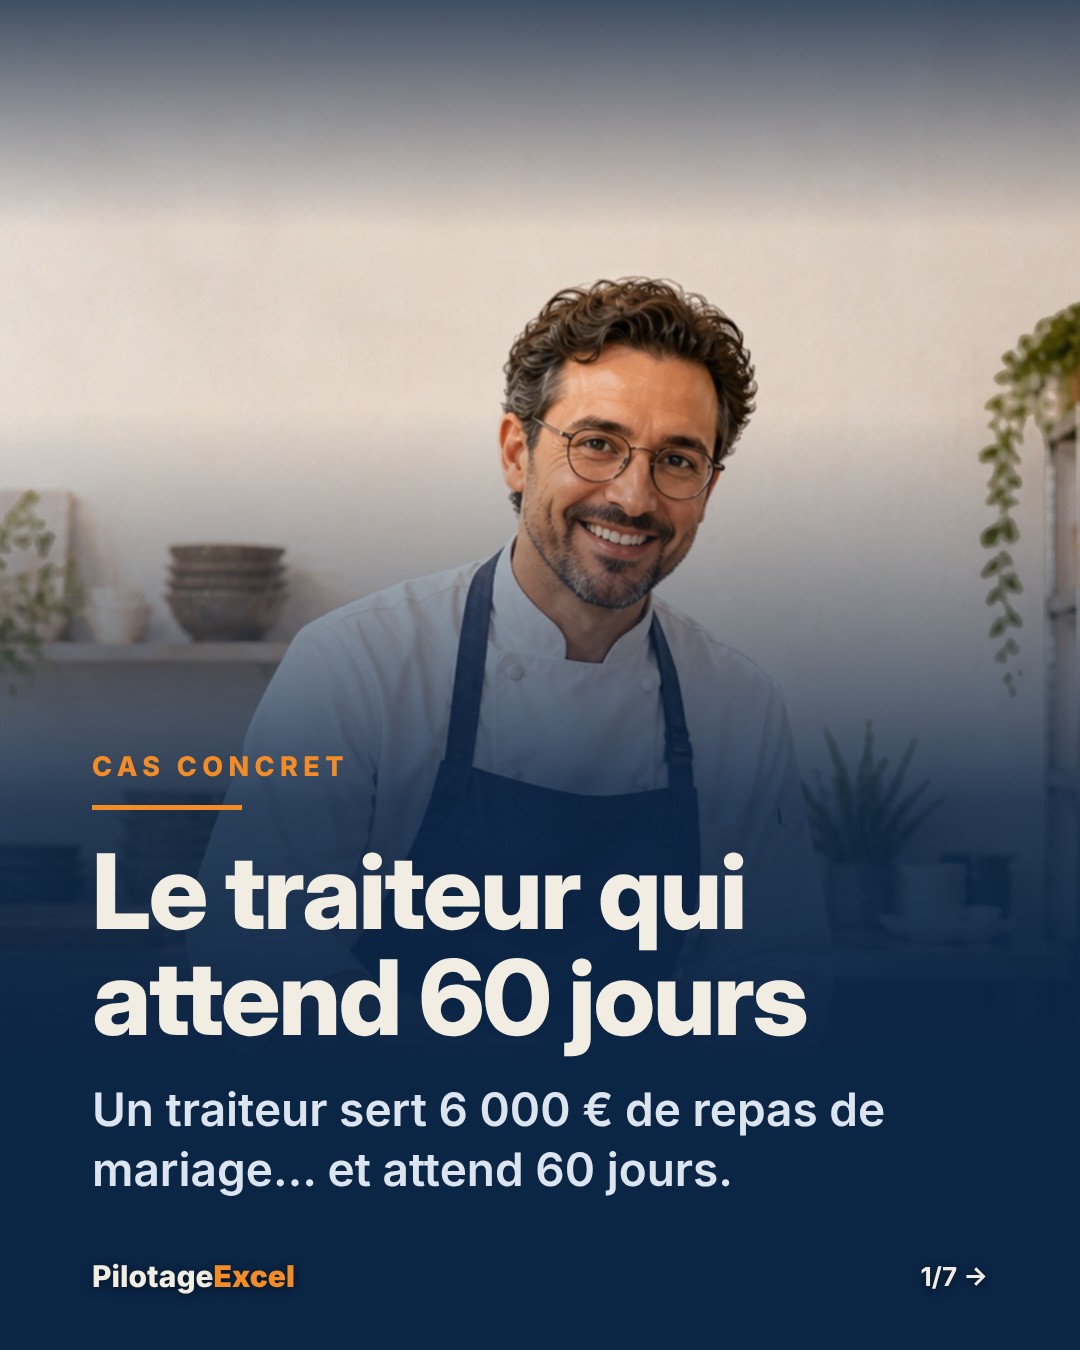 CAS CONCRET
Le traiteur qui
attend 60 jours
Un traiteur sert 6 000 € de repas de
mariage... et attend 60 jours.
PilotageExcel
1/7 →